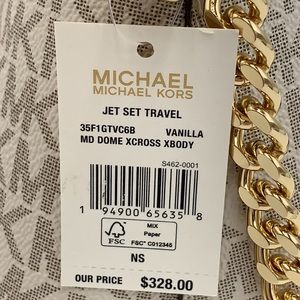 MICHAEL
MICHAEL KORS
JET SET TRAVEL
35F1GTVC6B VANILLA
MD DOME XCROSS XBODY
S462-0001
1 94900 65635 8
MIX
Paper
FSC
FSC® C012345
NS
OUR PRICE $328.00